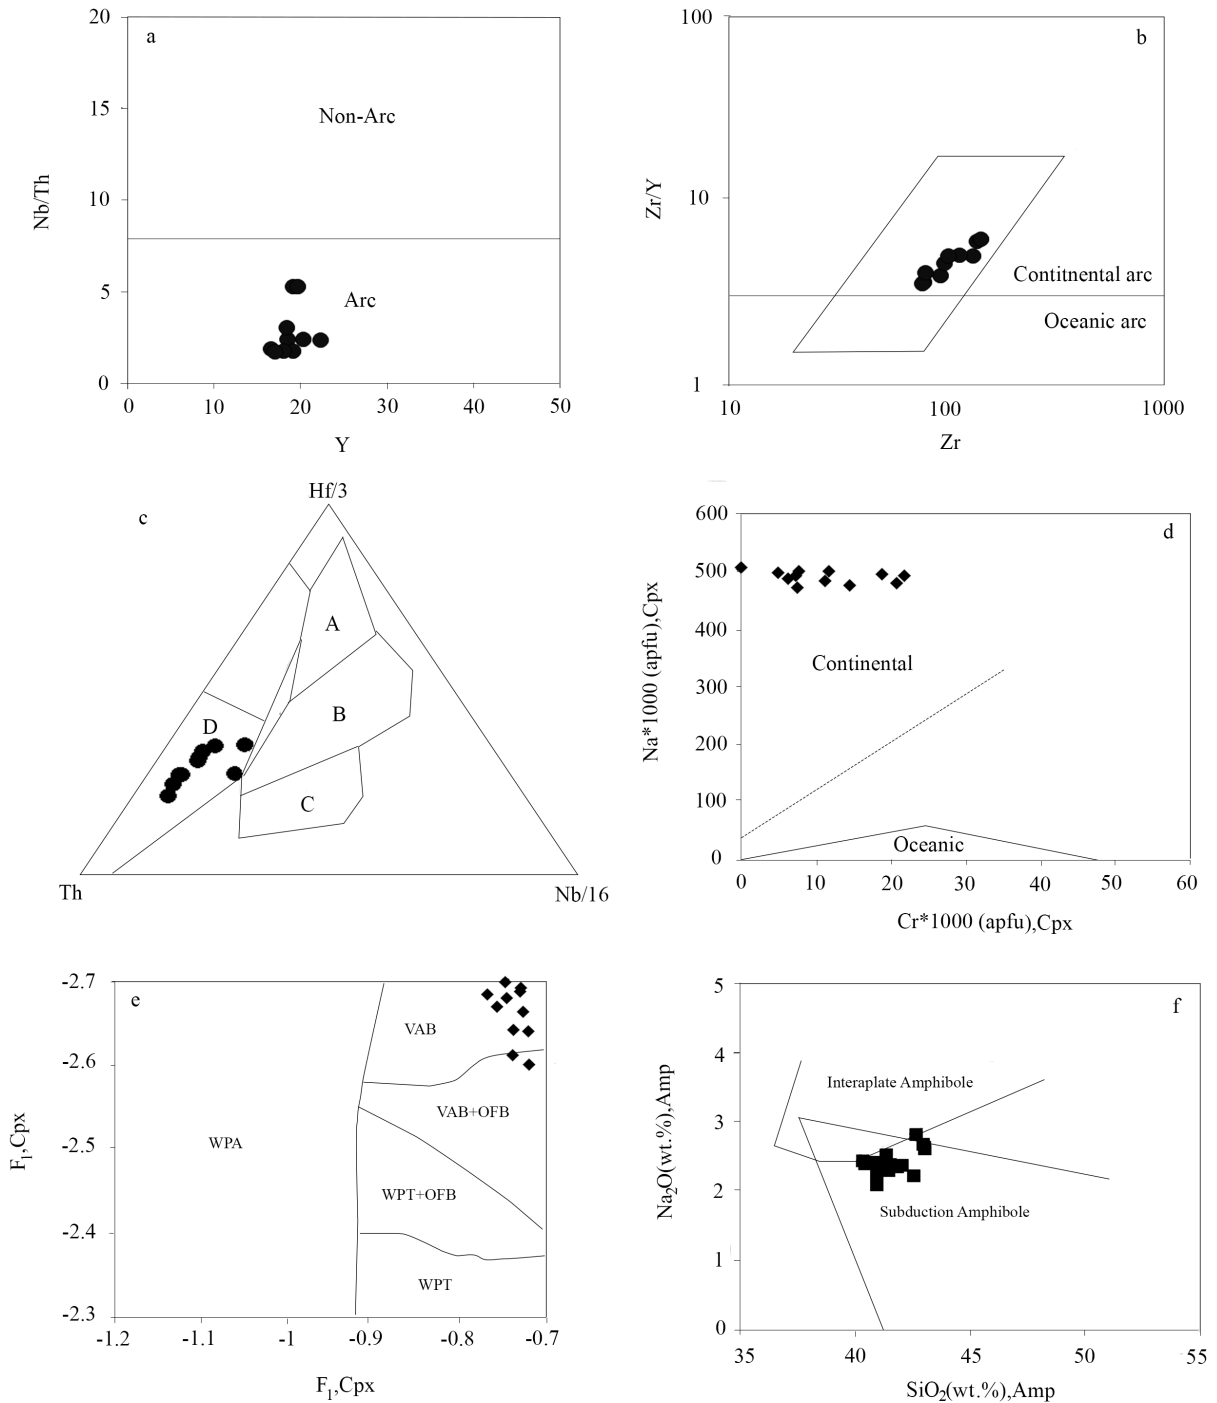 a
20
15
10
5
0
Nb/Th
Non-Arc
Arc
0 10 20 30 40 50
Y
b
100
10
1
Zr/Y
Contitnental arc
Oceanic arc
10 100 1000
Zr
c
Hf/3
A
B
D
C
Th
Nb/16
d
600
500
400
300
200
100
0
Na*1000 (apfu),Cpx
Continental
Oceanic
0 10 20 30 40 50 60
Cr*1000 (apfu),Cpx
e
-2.7
-2.6
-2.5
-2.4
-2.3
F1,Cpx
VAB
VAB+OFB
WPA
WPT+OFB
WPT
-1.2 -1.1 -1 -0.9 -0.8 -0.7
F1,Cpx
f
5
4
3
2
1
0
Na2O(wt.%),Amp
Interaplate Amphibole
Subduction Amphibole
35 40 45 50 55
SiO2(wt.%),Amp